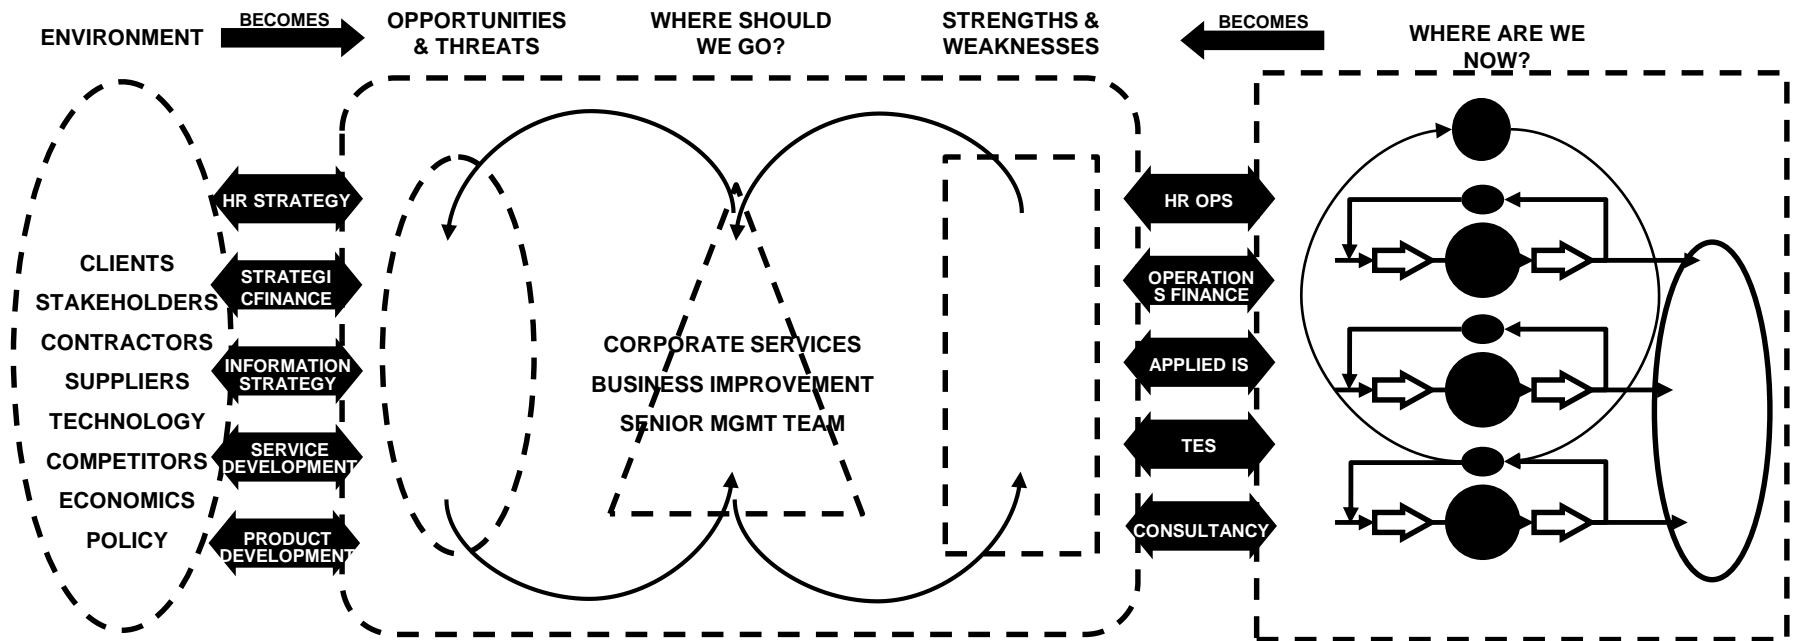 ENVIRONMENT
BECOMES
OPPORTUNITIES
& THREATS
WHERE SHOULD
WE GO?
STRENGTHS &
WEAKNESSES
BECOMES
WHERE ARE WE
NOW?
CLIENTS
STAKEHOLDERS
CONTRACTORS
SUPPLIERS
TECHNOLOGY
COMPETITORS
ECONOMICS
POLICY
HR STRATEGY
STRATEGI
CFINANCE
INFORMATION
STRATEGY
SERVICE
DEVELOPMENT
PRODUCT
DEVELOPMENT
CORPORATE SERVICES
BUSINESS IMPROVEMENT
SENIOR MGMT TEAM
HR OPS
OPERATION
S FINANCE
APPLIED IS
TES
CONSULTANCY